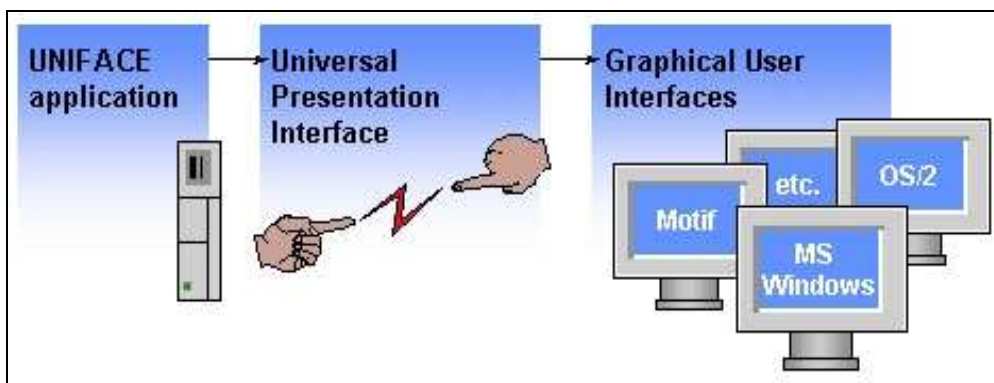 UNIFACE
application
Universal
Presentation
Interface
Graphical User
Interfaces
etc.
OS/2
Motif
MS
Windows